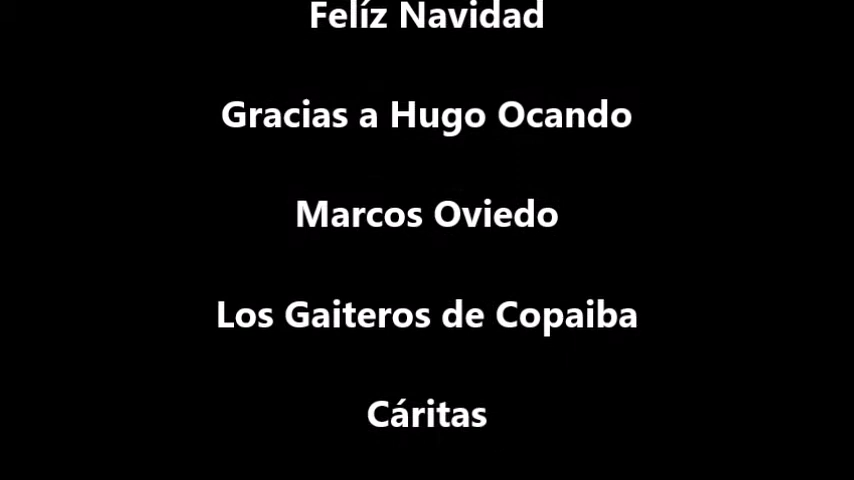 Felíz Navidad
Gracias a Hugo Ocando
Marcos Oviedo
Los Gaiteros de Copaiba
Cáritas